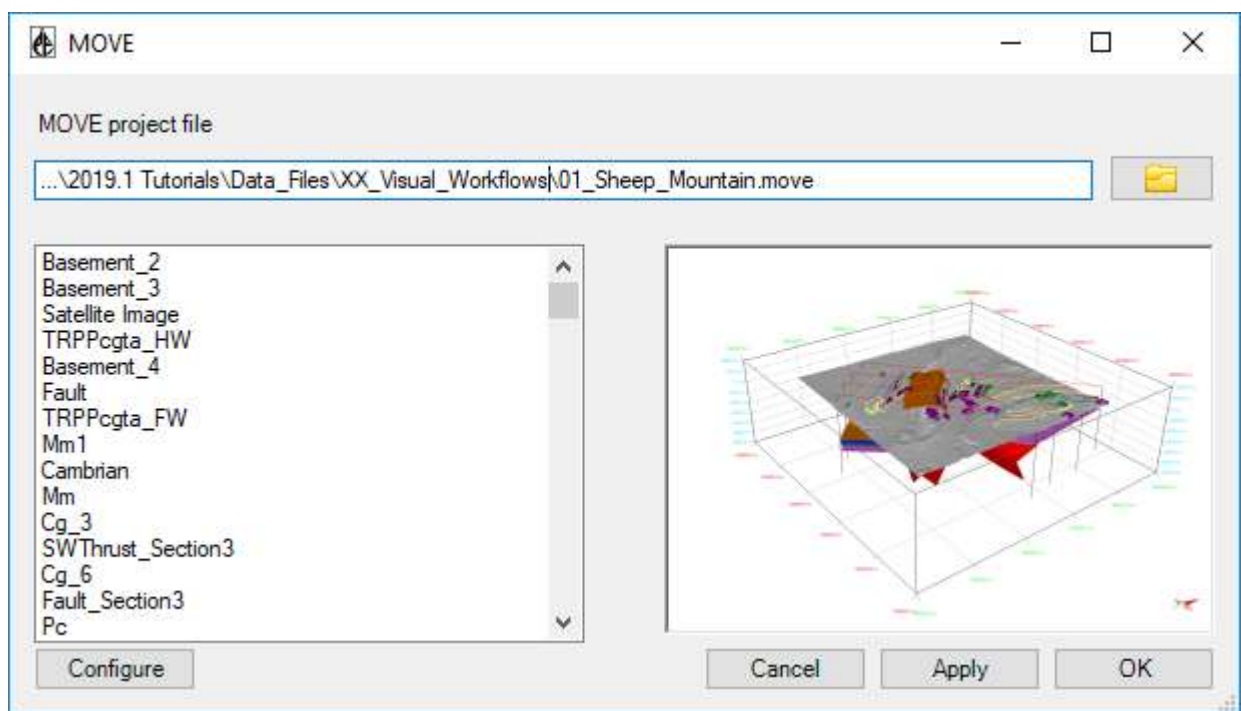 MOVE
MOVE project file
...\2019.1 Tutorials\Data_Files\XX_Visual_Workflows\01_Sheep_Mountain.move
Basement_2
Basement_3
Satellite Image
TRPPcgta_HW
Basement_4
Fault
TRPPcgta_FW
Mm1
Cambrian
Mm
Cg_3
SWThrust_Section3
Cg_6
Fault_Section3
Pc
Configure
Cancel
Apply
OK